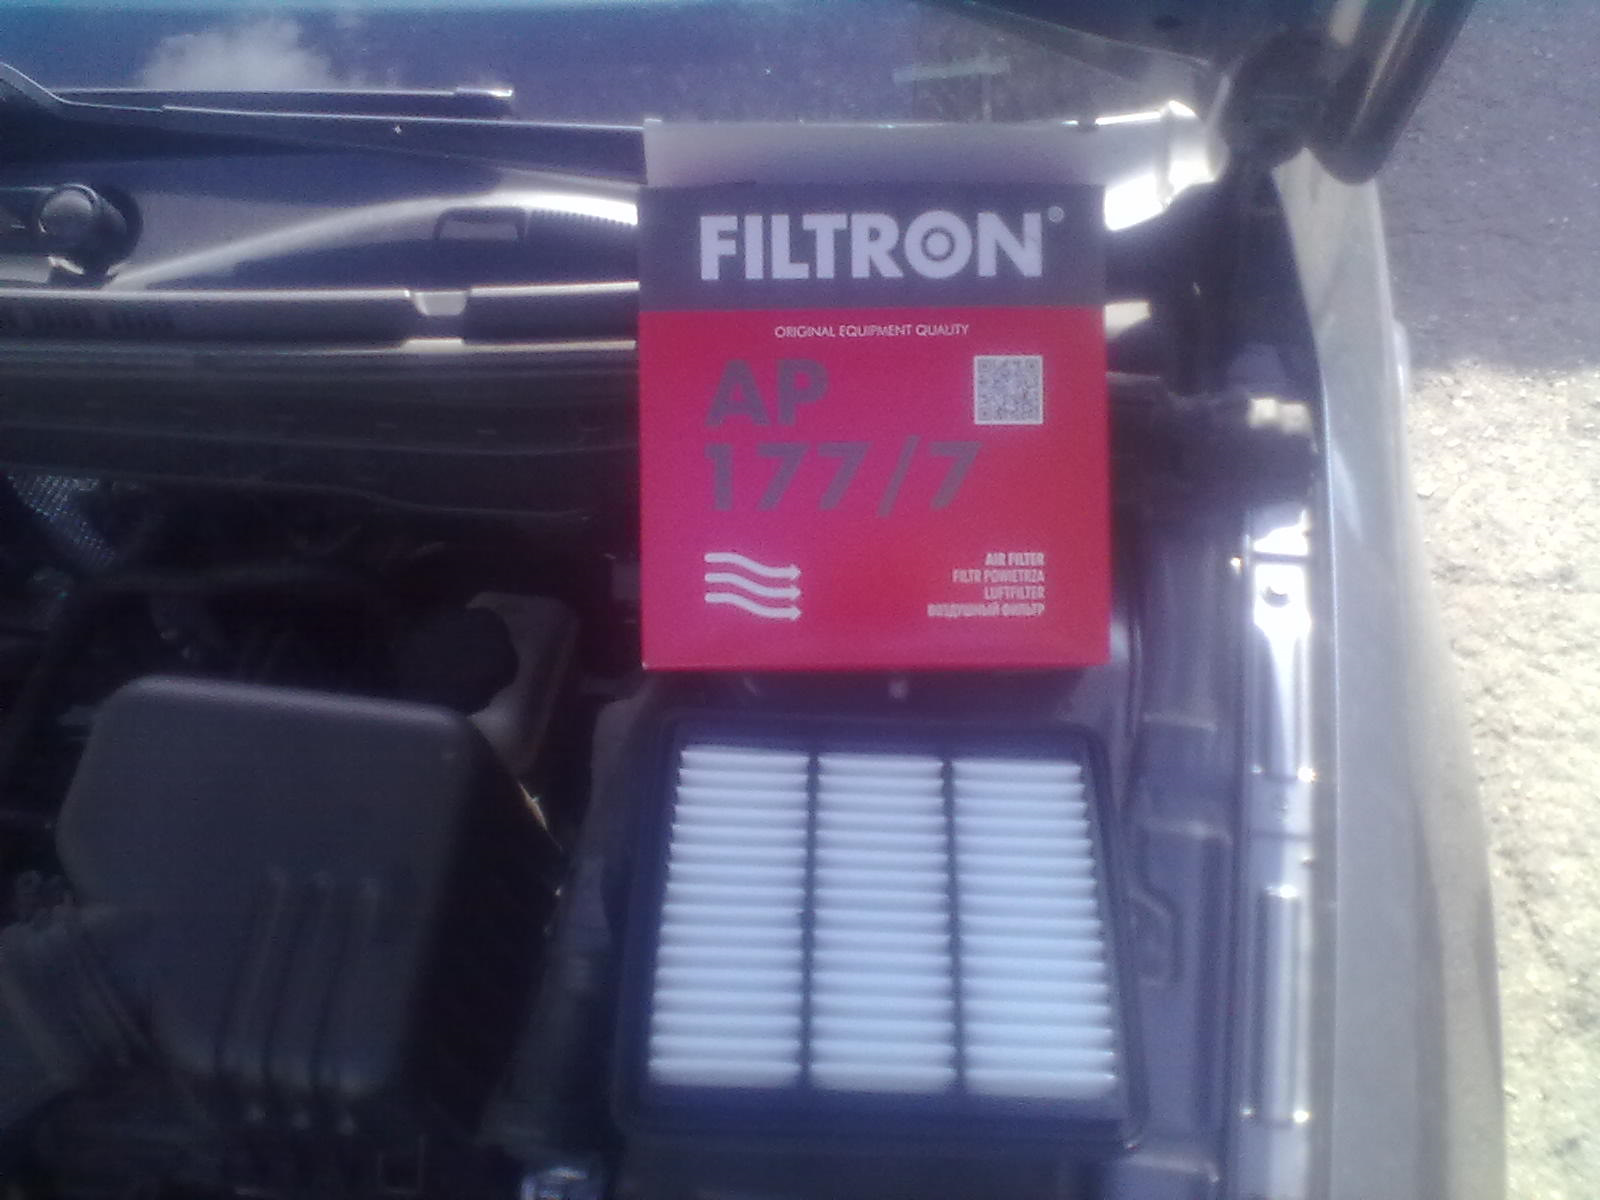 FILTRON®
ORIGINAL EQUIPMENT QUALITY
AP
177/7
AIR FILTER
FILTR POWIETRZA
LUFTFILTER
ВОЗДУШНЫЙ ФИЛЬТР